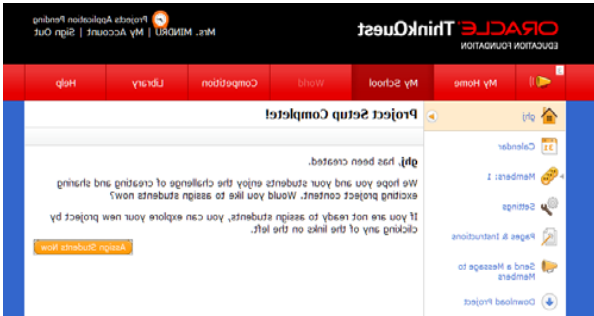 ORACLE ThinkQuest
EDUCATION FOUNDATION
Projects Application Pending
Mrs. MINDRU | My Account | Sign Out
3
My Home
My School
World
Competition
Library
Help
ghj
Calendar
31
Members: 1
Settings
Pages & Instructions
Send a Message to
Members
Download Project
Project Setup Complete!
ghj, has been created.
We hope you and your students enjoy the challenge of creating and sharing
exciting project content. Would you like to assign students now?
If you are not ready to assign students, you can explore your new project by
clicking any of the links on the left.
Assign Students Now